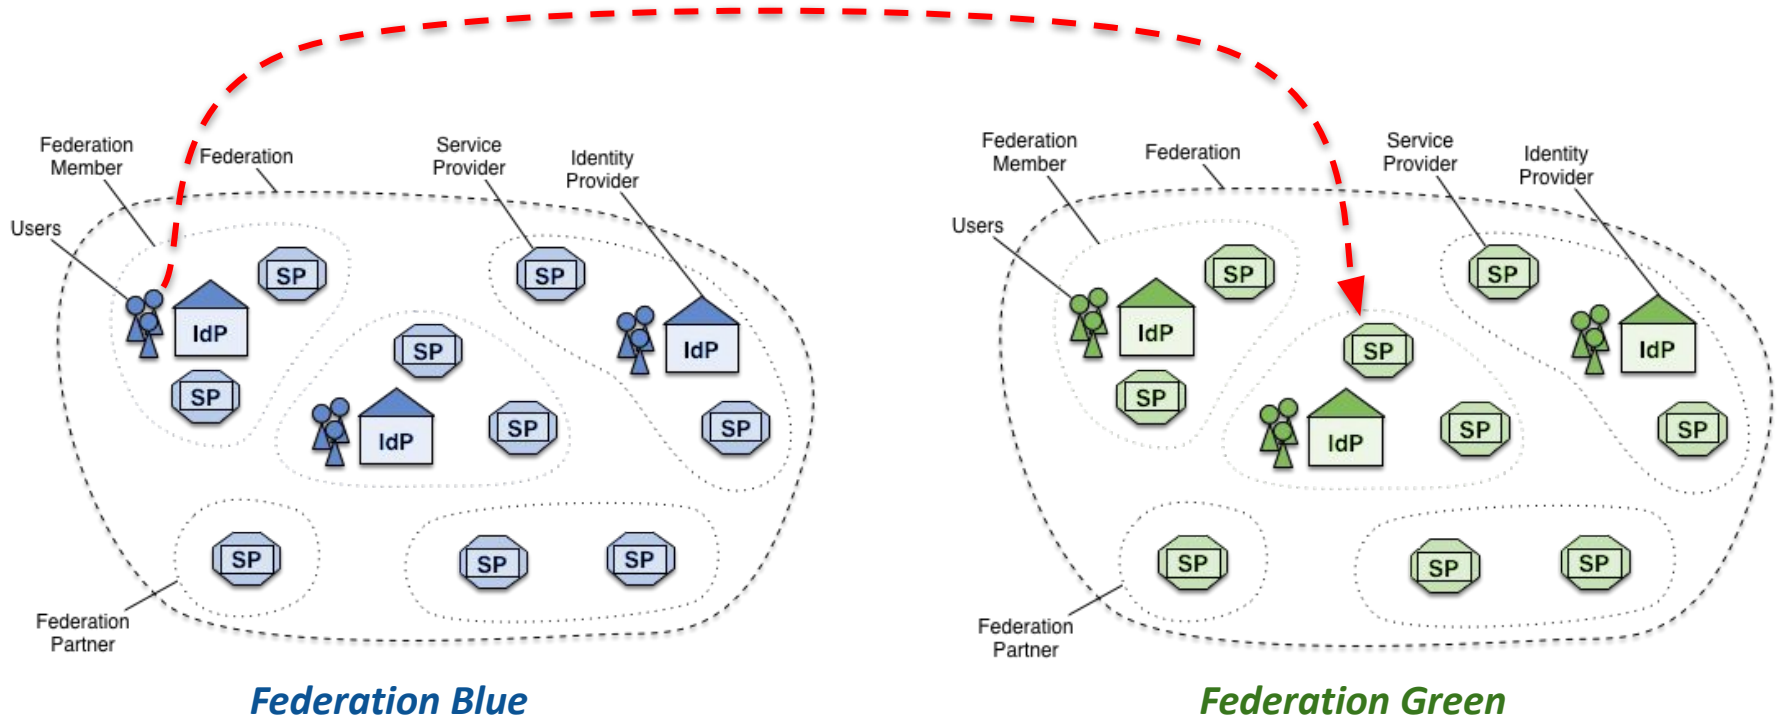 Federation
Member
Federation
Service
Provider
Identity
Provider
Users
SP
SP
IdP
SP
IdP
SP
SP
IdP
SP
SP
SP
SP
Federation
Partner
Federation Blue
Federation
Member
Federation
Service
Provider
Identity
Provider
Users
SP
SP
IdP
SP
IdP
SP
SP
IdP
SP
SP
SP
SP
Federation
Partner
Federation Green